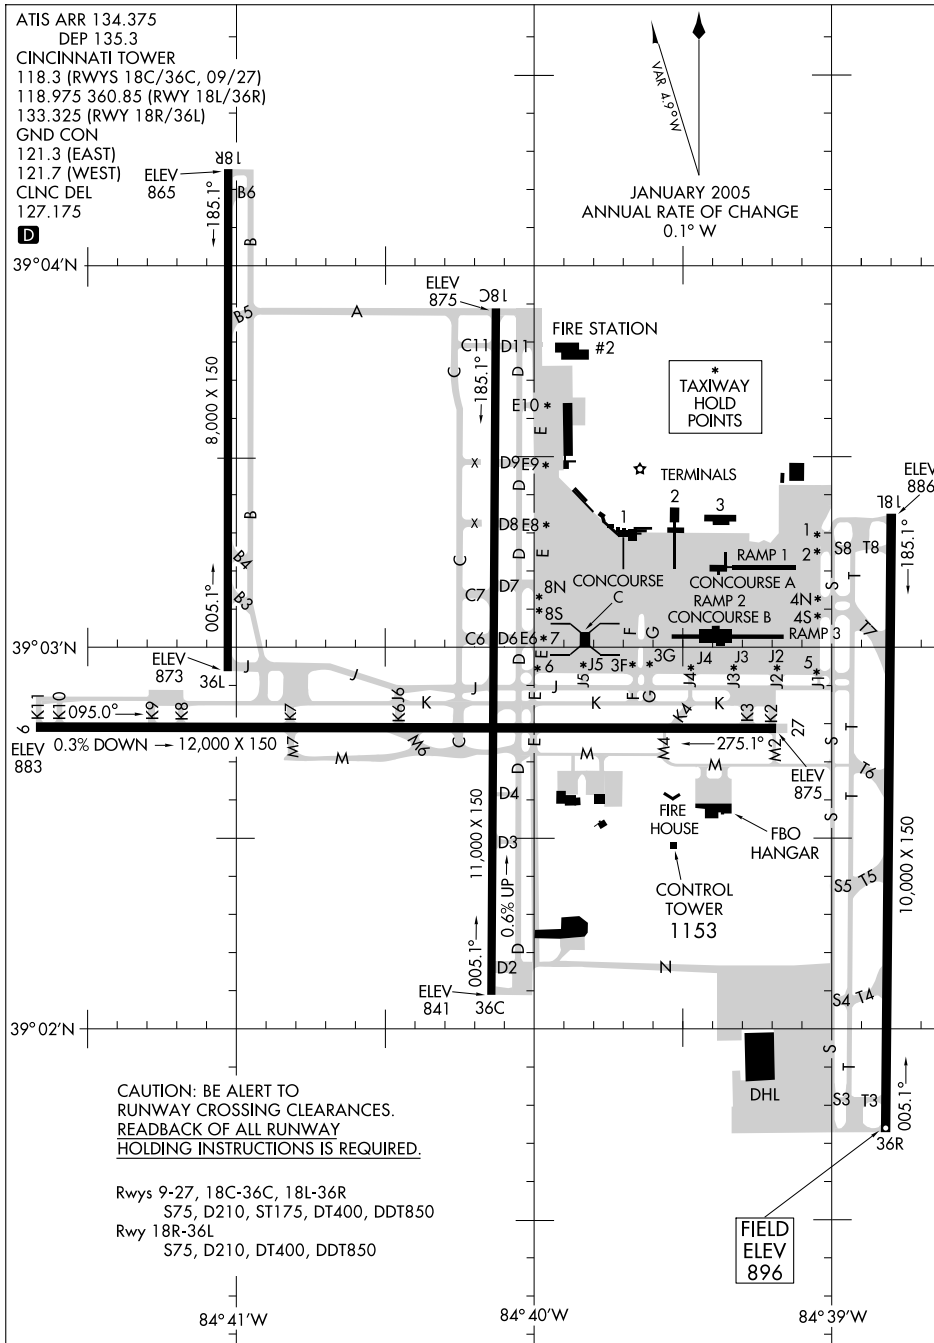 ATIS ARR 134.375
DEP 135.3
CINCINNATI TOWER
118.3 (RWYS 18C/36C, 09/27)
118.975 360.85 (RWY 18L/36R)
133.325 (RWY 18R/36L)
GND CON
121.3 (EAST)
121.7 (WEST)
CLNC DEL
127.175
D
VAR 4.9° W
JANUARY 2005
ANNUAL RATE OF CHANGE
0.1° W
18R
ELEV
865
185.1°
B6
B
39° 04'N
B5
A
8,000 X 150
B
B4
B3
005.1°
ELEV
873
36L
ELEV
875
18C
C11
D11
185.1°
C
D
FIRE STATION
#2
E10 *
E
* TAXIWAY
HOLD
POINTS
X
D9
E9 *
D
TERMINALS
1
2
3
ELEV
886
18L
X
D8
E8 *
D
E
C
1 *
2 *
S8
T8
185.1°
CONCOURSE
C
CONCOURSE A
RAMP 1
RAMP 2
CONCOURSE B
RAMP 3
C7
D7
8N *
8S *
4N *
4S *
S
T
T7
39° 03'N
C6
D6
E6
* 7
F
G
D
E
* 6
J5
J5
3F *
* 3G
J4
J4 *
J3
J3 *
J2
J2 *
5
J1 *
J
J
J
J
K11
K10
K9
K8
K7
K6
J6
K
E
F
G
K
K4
K
K3
K2
9
095.0°
27
ELEV
883
0.3% DOWN
12,000 X 150
M7
M
M6
C
E
M
M4
275.1°
M
M2
ELEV
875
S
T
T6
D
D4
D3
11,000 X 150
0.6% UP
FIRE
HOUSE
FBO
HANGAR
S
T
CONTROL
TOWER
1153
S5
T5
10,000 X 150
005.1°
D
D2
N
ELEV
841
36C
S4
T4
39° 02'N
DHL
S
T
S3
T3
005.1°
36R
CAUTION: BE ALERT TO
RUNWAY CROSSING CLEARANCES.
READBACK OF ALL RUNWAY
HOLDING INSTRUCTIONS IS REQUIRED.
Rwys 9-27, 18C-36C, 18L-36R
S75, D210, ST175, DT400, DDT850
Rwy 18R-36L
S75, D210, DT400, DDT850
FIELD
ELEV
896
84° 41'W
84° 40'W
84° 39'W